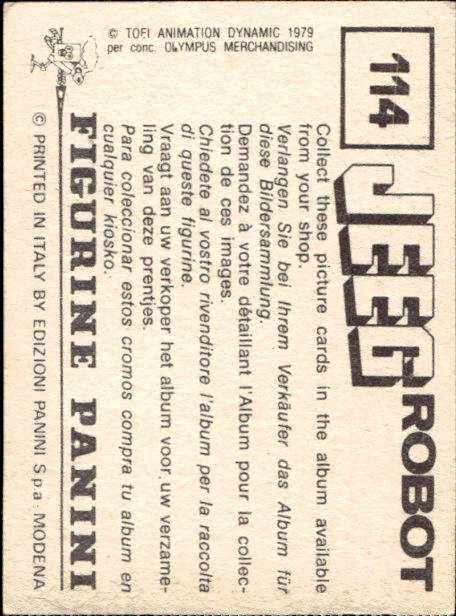 114
JEEG ROBOT
Collect these picture cards in the album available
from your shop.
Verlangen Sie bei Ihrem Verkäufer das Album für
diese Bildersammlung.
Demandez à votre détaillant l'Album pour la collec-
tion de ces images.
Chiedete al vostro rivenditore l'album per la raccolta
di queste figurine.
Vraagt aan uw verkoper het album voor uw verzame-
ling van deze prentjes.
Para coleccionar estos cromos compra tu album en
cualquier kiosko.
FIGURINE PANINI
© PRINTED IN ITALY BY EDIZIONI PANINI S.p.a. MODENA
© TOEI ANIMATION DYNAMIC 1979
per conc. OLYMPUS MERCHANDISING